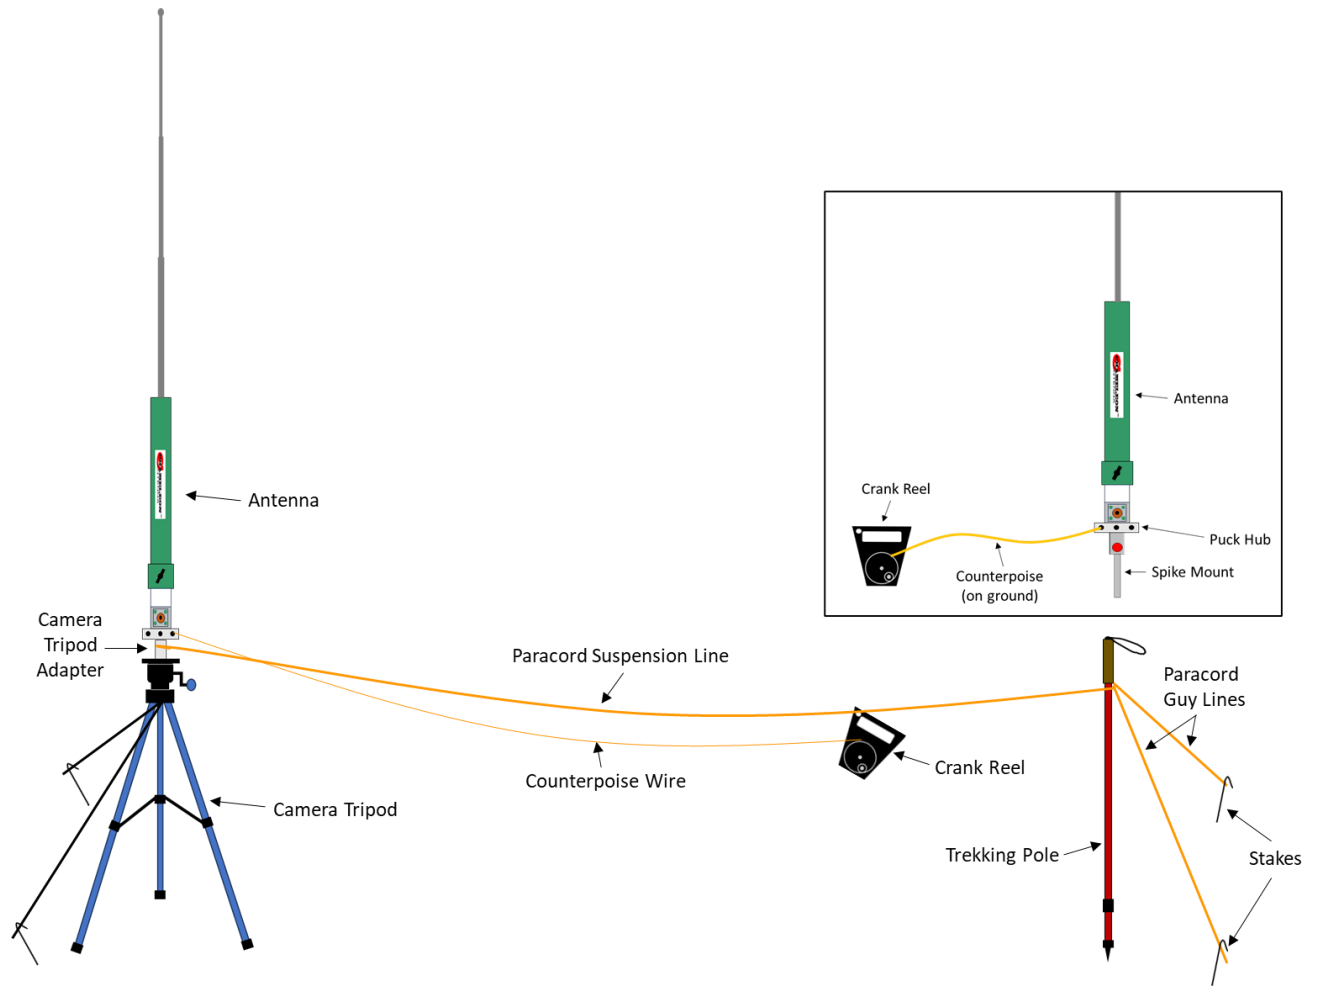 Antenna
Crank Reel
Puck Hub
Counterpoise
(on ground)
Spike Mount
Antenna
Camera
Tripod
Adapter
Paracord Suspension Line
Paracord
Guy Lines
Counterpoise Wire
Crank Reel
Camera Tripod
Trekking Pole
Stakes